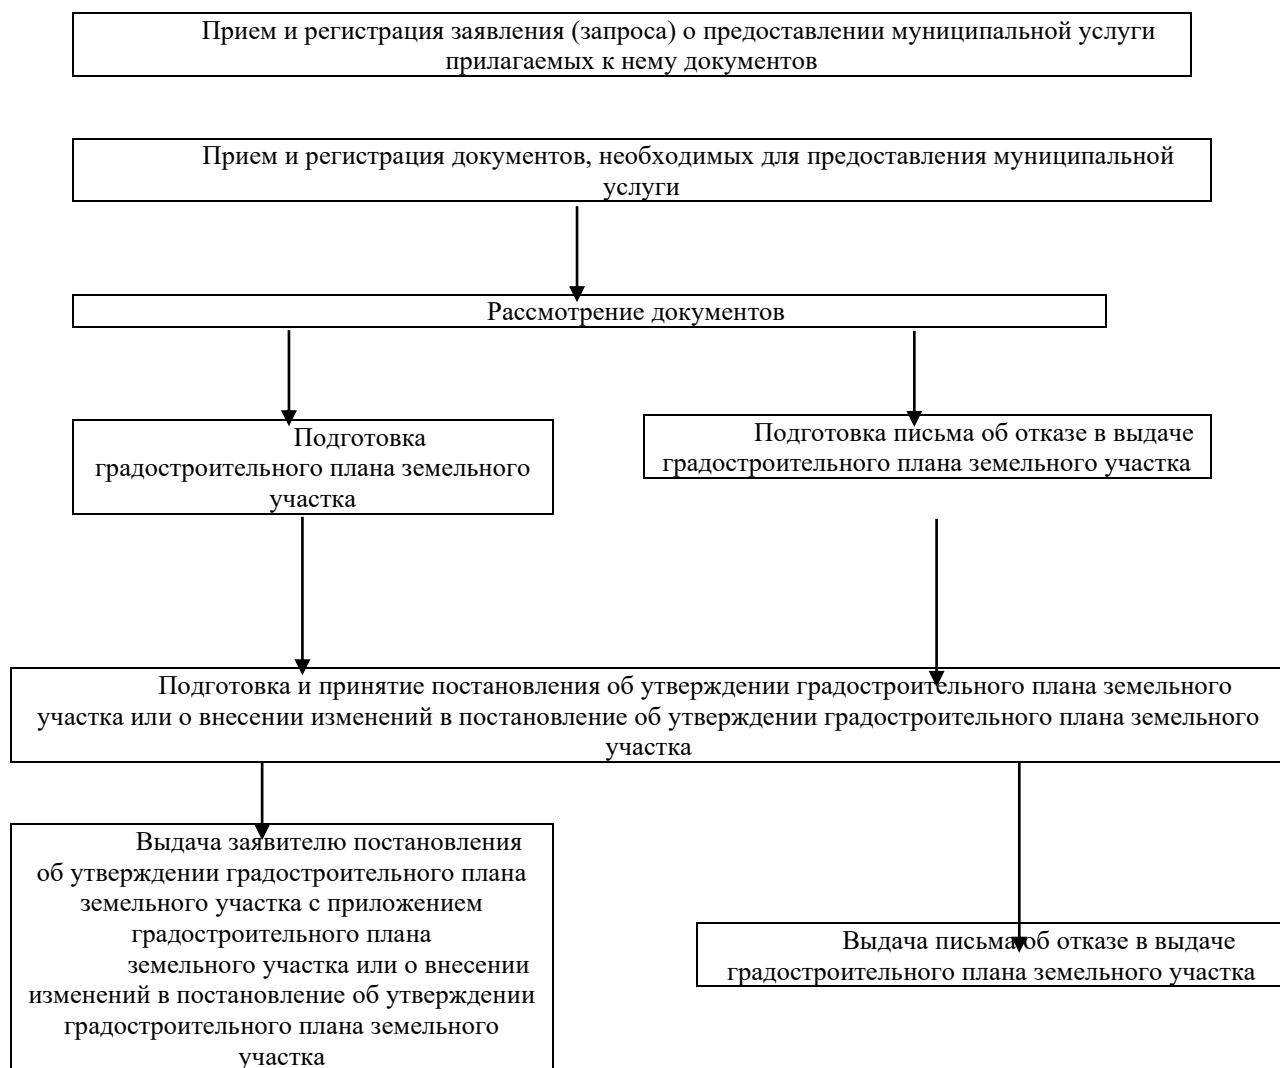 Прием и регистрация заявления (запроса) о предоставлении муниципальной услуги
прилагаемых к нему документов
Прием и регистрация документов, необходимых для предоставления муниципальной
услуги
Рассмотрение документов
Подготовка
градостроительного плана земельного
участка
Подготовка письма об отказе в выдаче
градостроительного плана земельного участка
Подготовка и принятие постановления об утверждении градостроительного плана земельного
участка или о внесении изменений в постановление об утверждении градостроительного плана земельного
участка
Выдача заявителю постановления
об утверждении градостроительного плана
земельного участка с приложением
градостроительного плана
земельного участка или о внесении
изменений в постановление об утверждении
градостроительного плана земельного
участка
Выдача письма об отказе в выдаче
градостроительного плана земельного участка